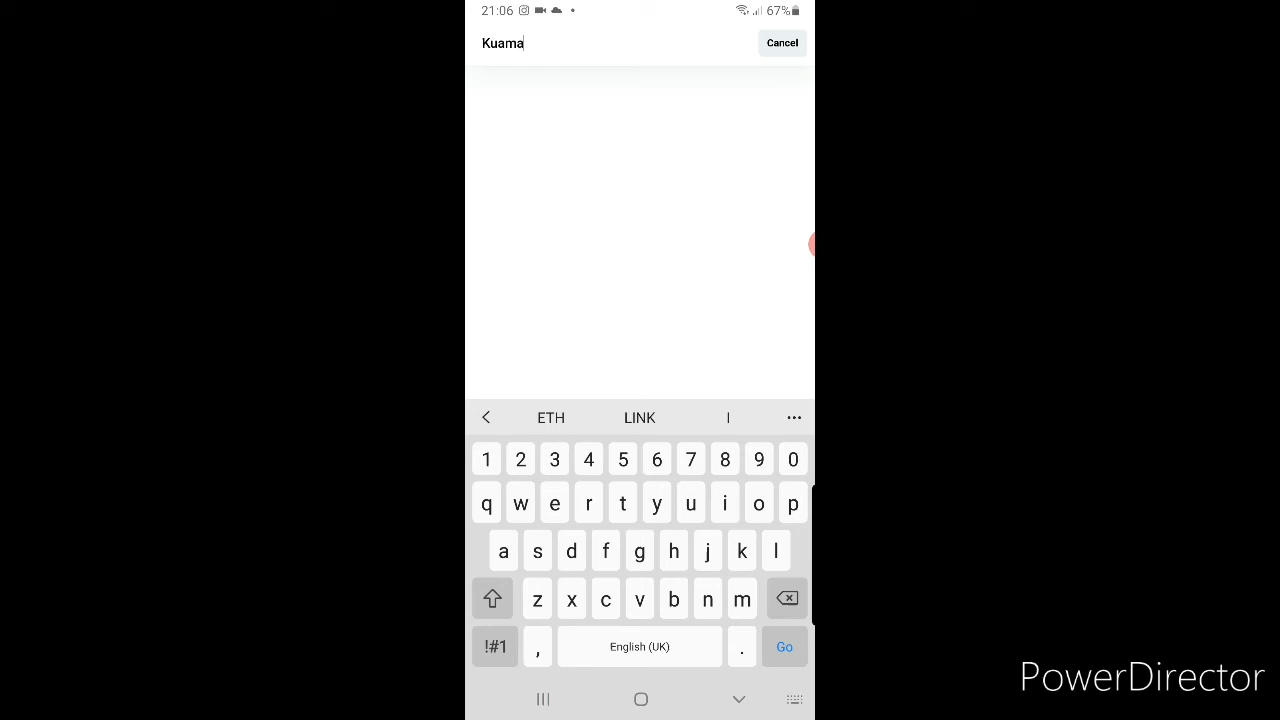 21:06 67%
Kuama Cancel
ETH LINK I
1 2 3 4 5 6 7 8 9 0
q w e r t y u i o p
a s d f g h j k l
z x c v b n m
!#1 , English (UK) . Go
PowerDirector